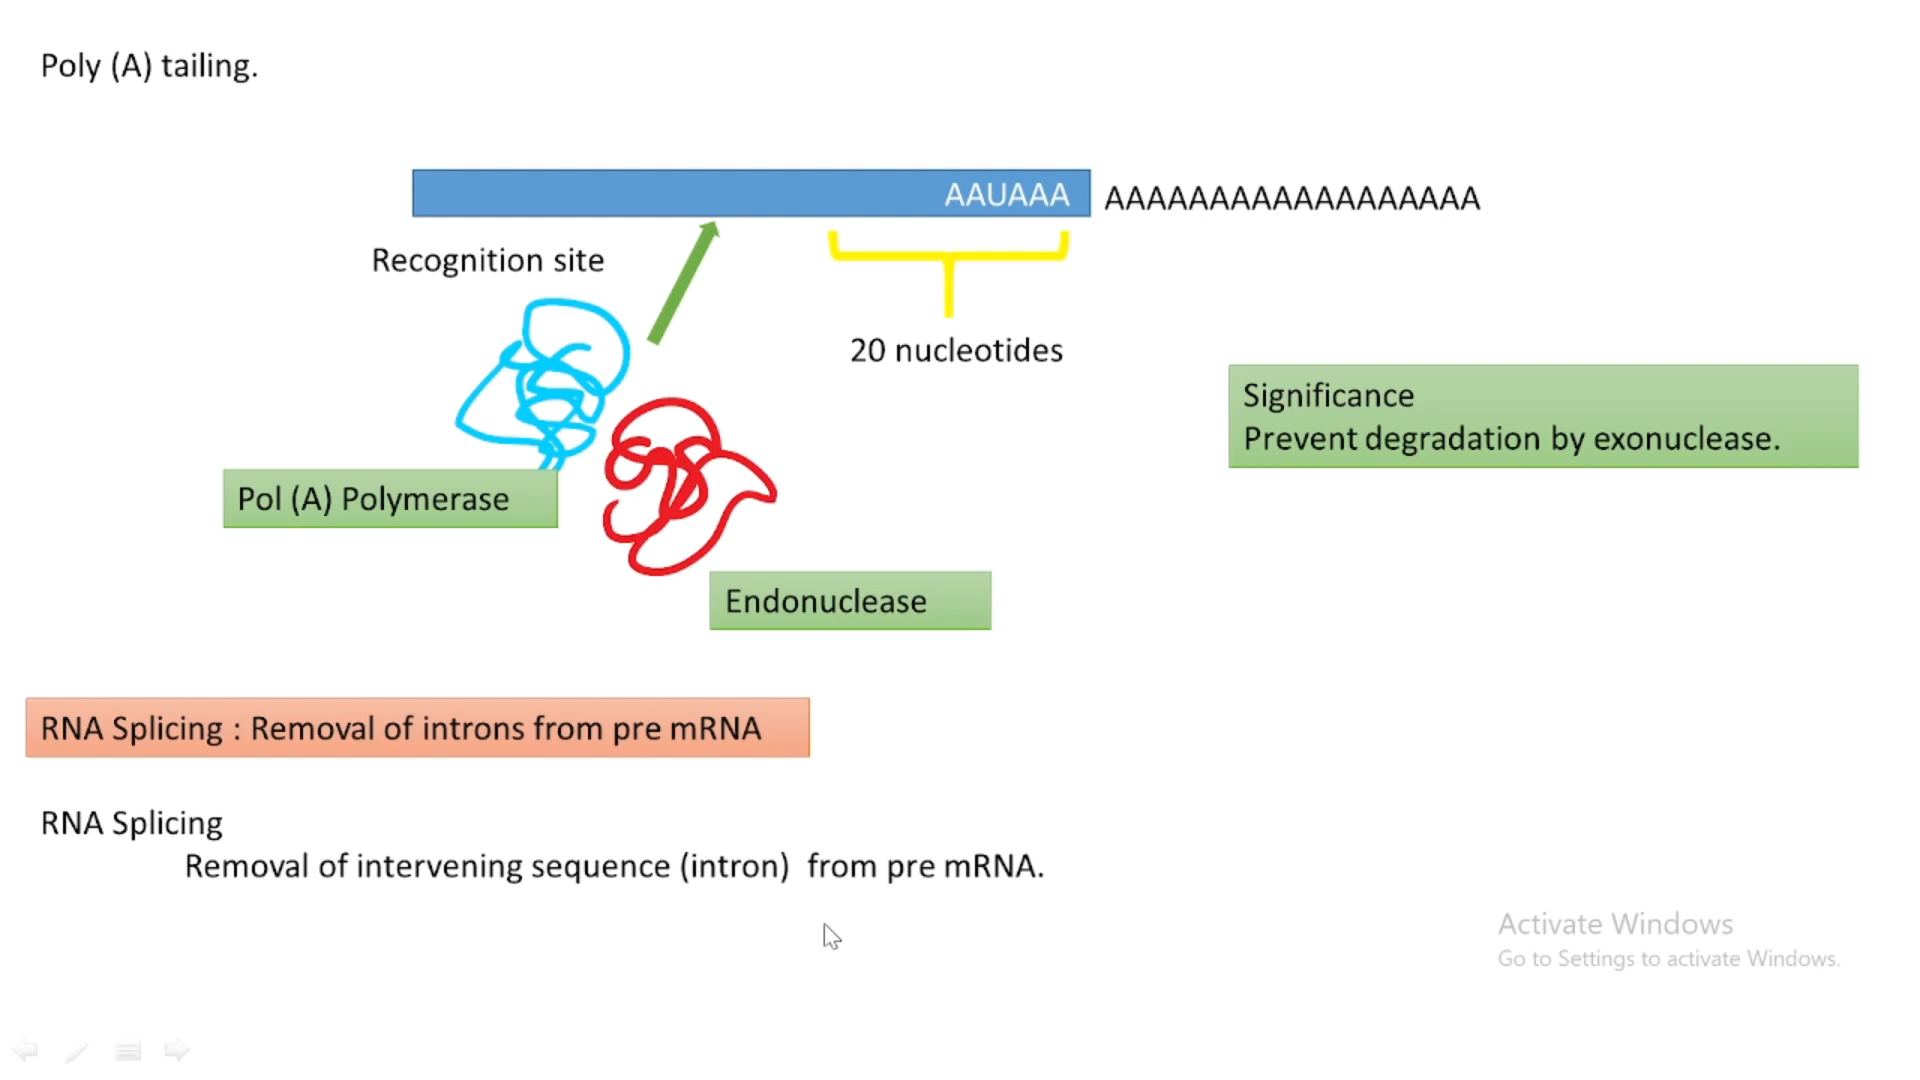 Poly (A) tailing.
AAUAAA
AAAAAAAAAAAAAAAAAA
Recognition site
20 nucleotides
Significance
Prevent degradation by exonuclease.
Pol (A) Polymerase
Endonuclease
RNA Splicing : Removal of introns from pre mRNA
RNA Splicing
Removal of intervening sequence (intron) from pre mRNA.
Activate Windows
Go to Settings to activate Windows.